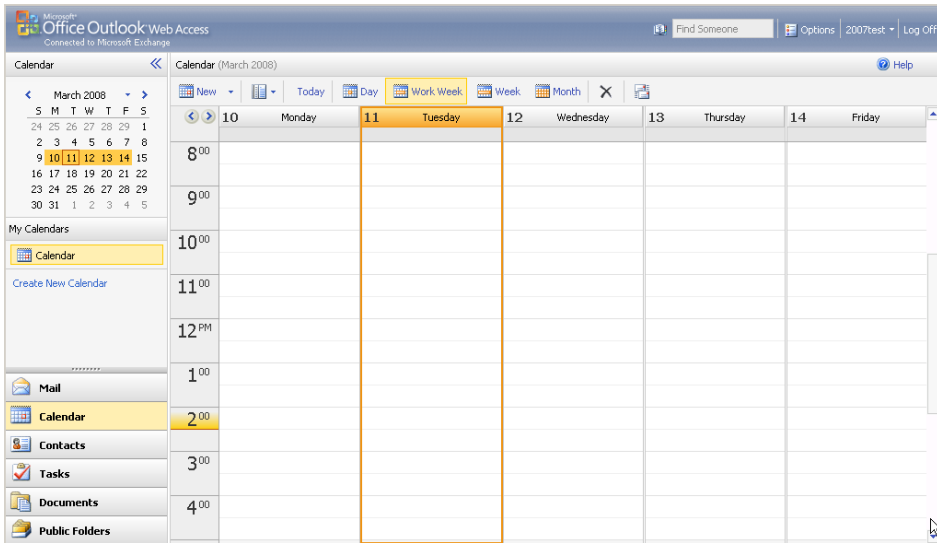 Microsoft®
Office Outlook® Web Access
Connected to Microsoft Exchange
Find Someone
Options
2007test
Log Off
Calendar
Calendar (March 2008)
Help
March 2008
S M T W T F S
24 25 26 27 28 29 1
2 3 4 5 6 7 8
9 10 11 12 13 14 15
16 17 18 19 20 21 22
23 24 25 26 27 28 29
30 31 1 2 3 4 5
My Calendars
Calendar
Create New Calendar
Mail
Calendar
Contacts
Tasks
Documents
Public Folders
New Today Day Work Week Week Month
10 Monday 11 Tuesday 12 Wednesday 13 Thursday 14 Friday
8 00
9 00
10 00
11 00
12 PM
1 00
2 00
3 00
4 00